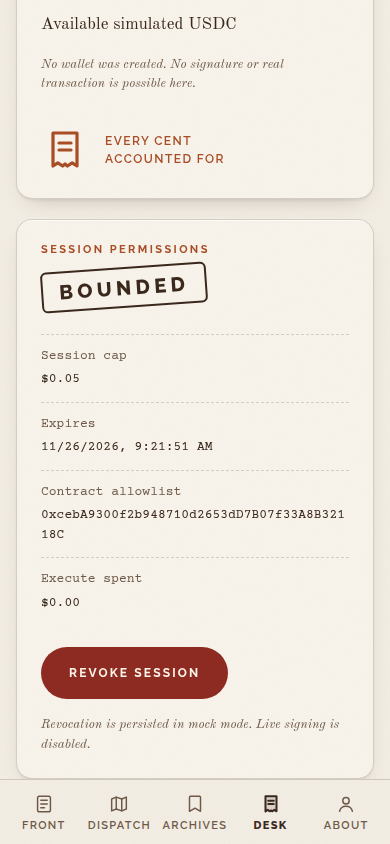 Available simulated USDC
No wallet was created. No signature or real
transaction is possible here.
EVERY CENT
ACCOUNTED FOR
SESSION PERMISSIONS
BOUNDED
Session cap
$0.05
Expires
11/26/2026, 9:21:51 AM
Contract allowlist
0xcebA9300f2b948710d2653dD7B07f33A8B321
18C
Execute spent
$0.00
REVOKE SESSION
Revocation is persisted in mock mode. Live signing is
disabled.
FRONT DISPATCH ARCHIVES DESK ABOUT